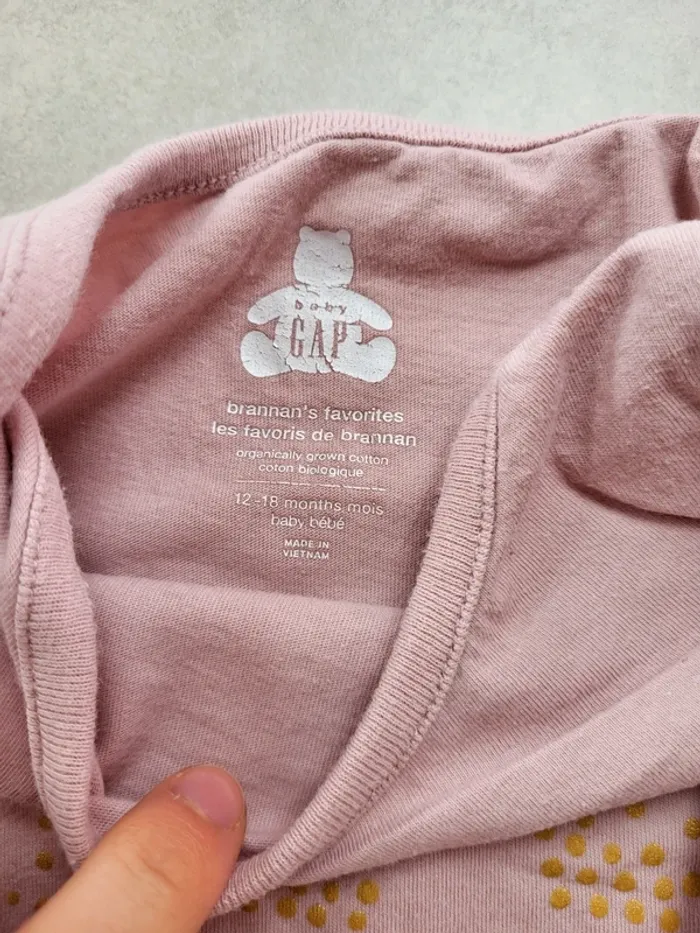 baby
GAP
brannan's favorites
les favoris de brannan
organically grown cotton
coton biologique
12-18 months mois
baby bébé
MADE IN
VIETNAM